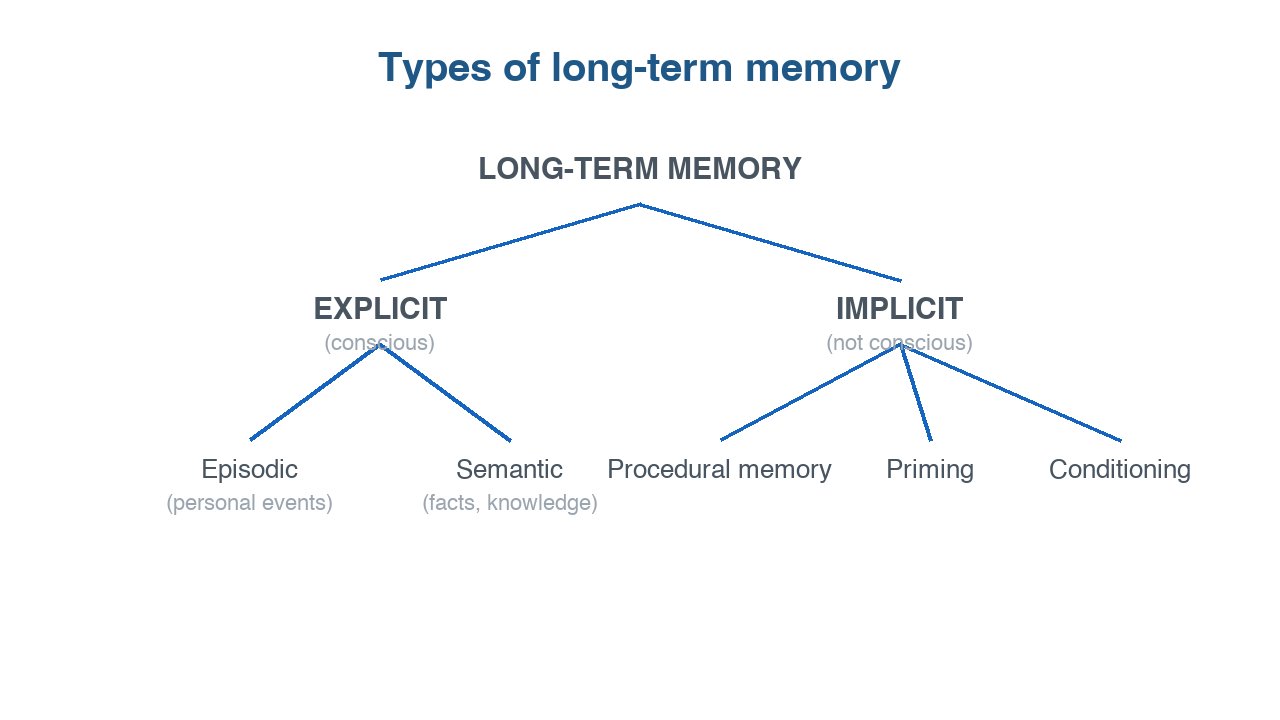 Types of long-term memory
LONG-TERM MEMORY
EXPLICIT
(conscious)
IMPLICIT
(not conscious)
Episodic
(personal events)
Semantic
(facts, knowledge)
Procedural memory
Priming
Conditioning